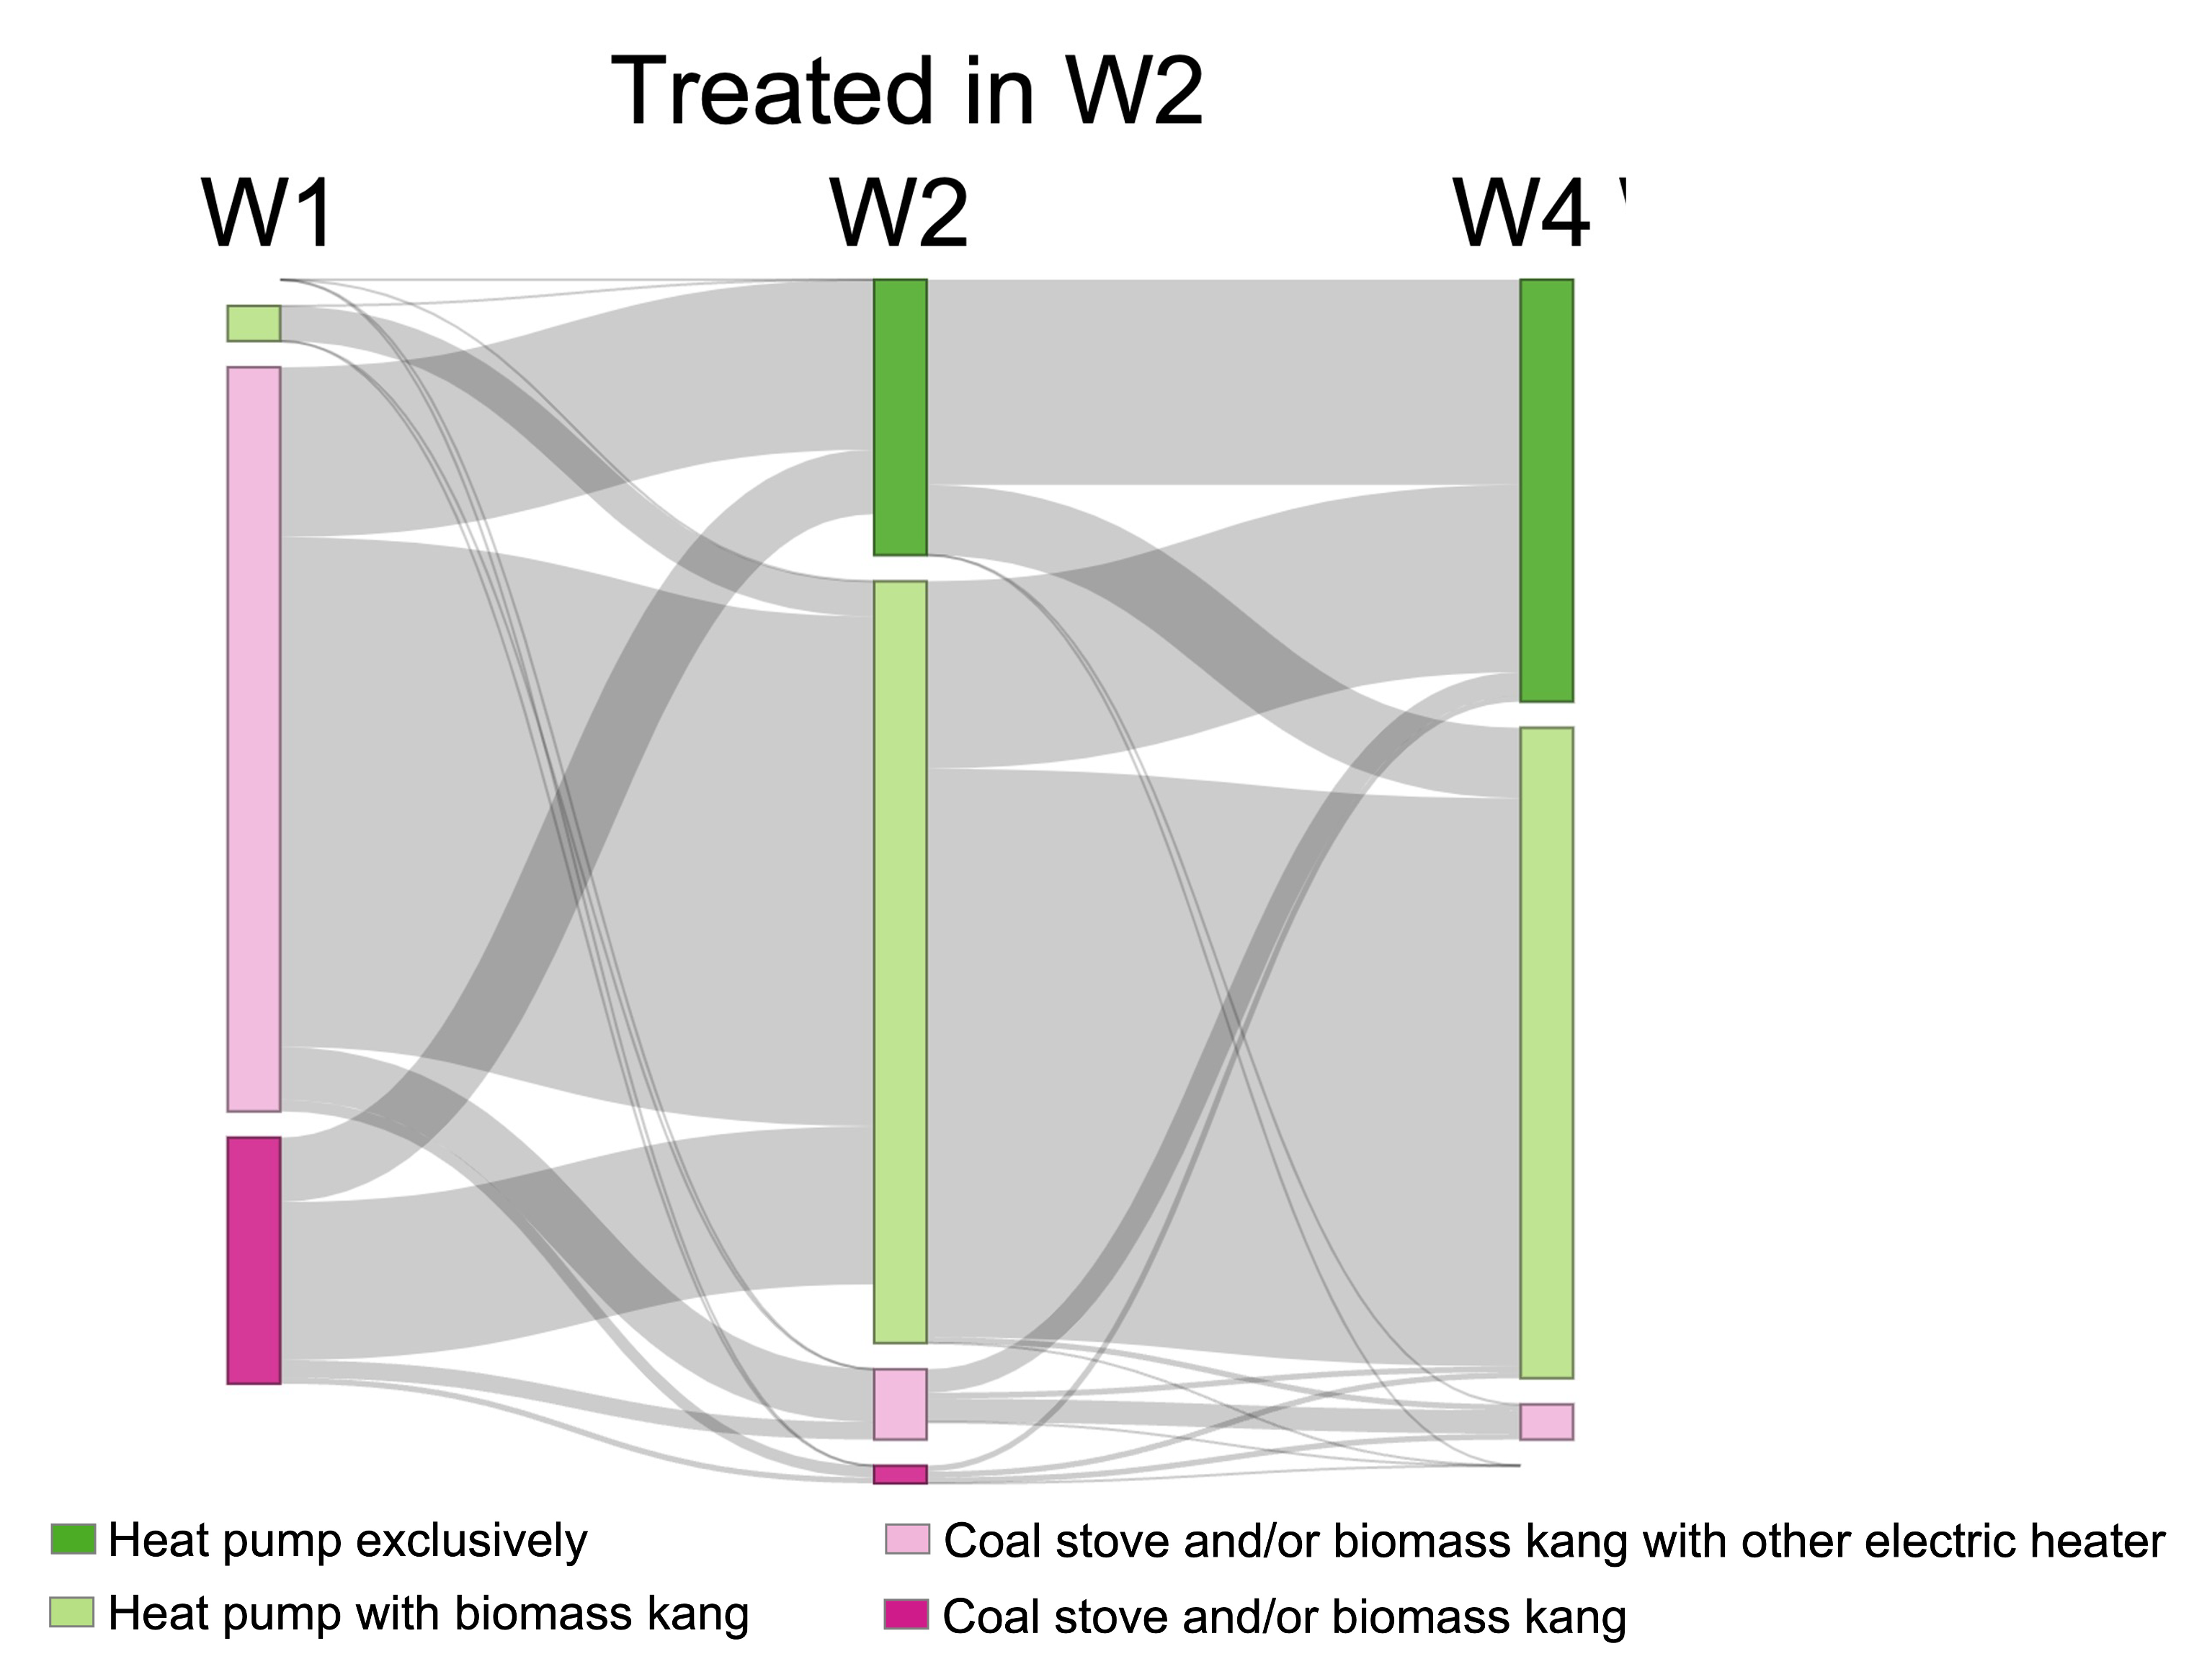 Treated in W2
W1 W2 W4
Heat pump exclusively
Coal stove and/or biomass kang with other electric heater
Heat pump with biomass kang
Coal stove and/or biomass kang